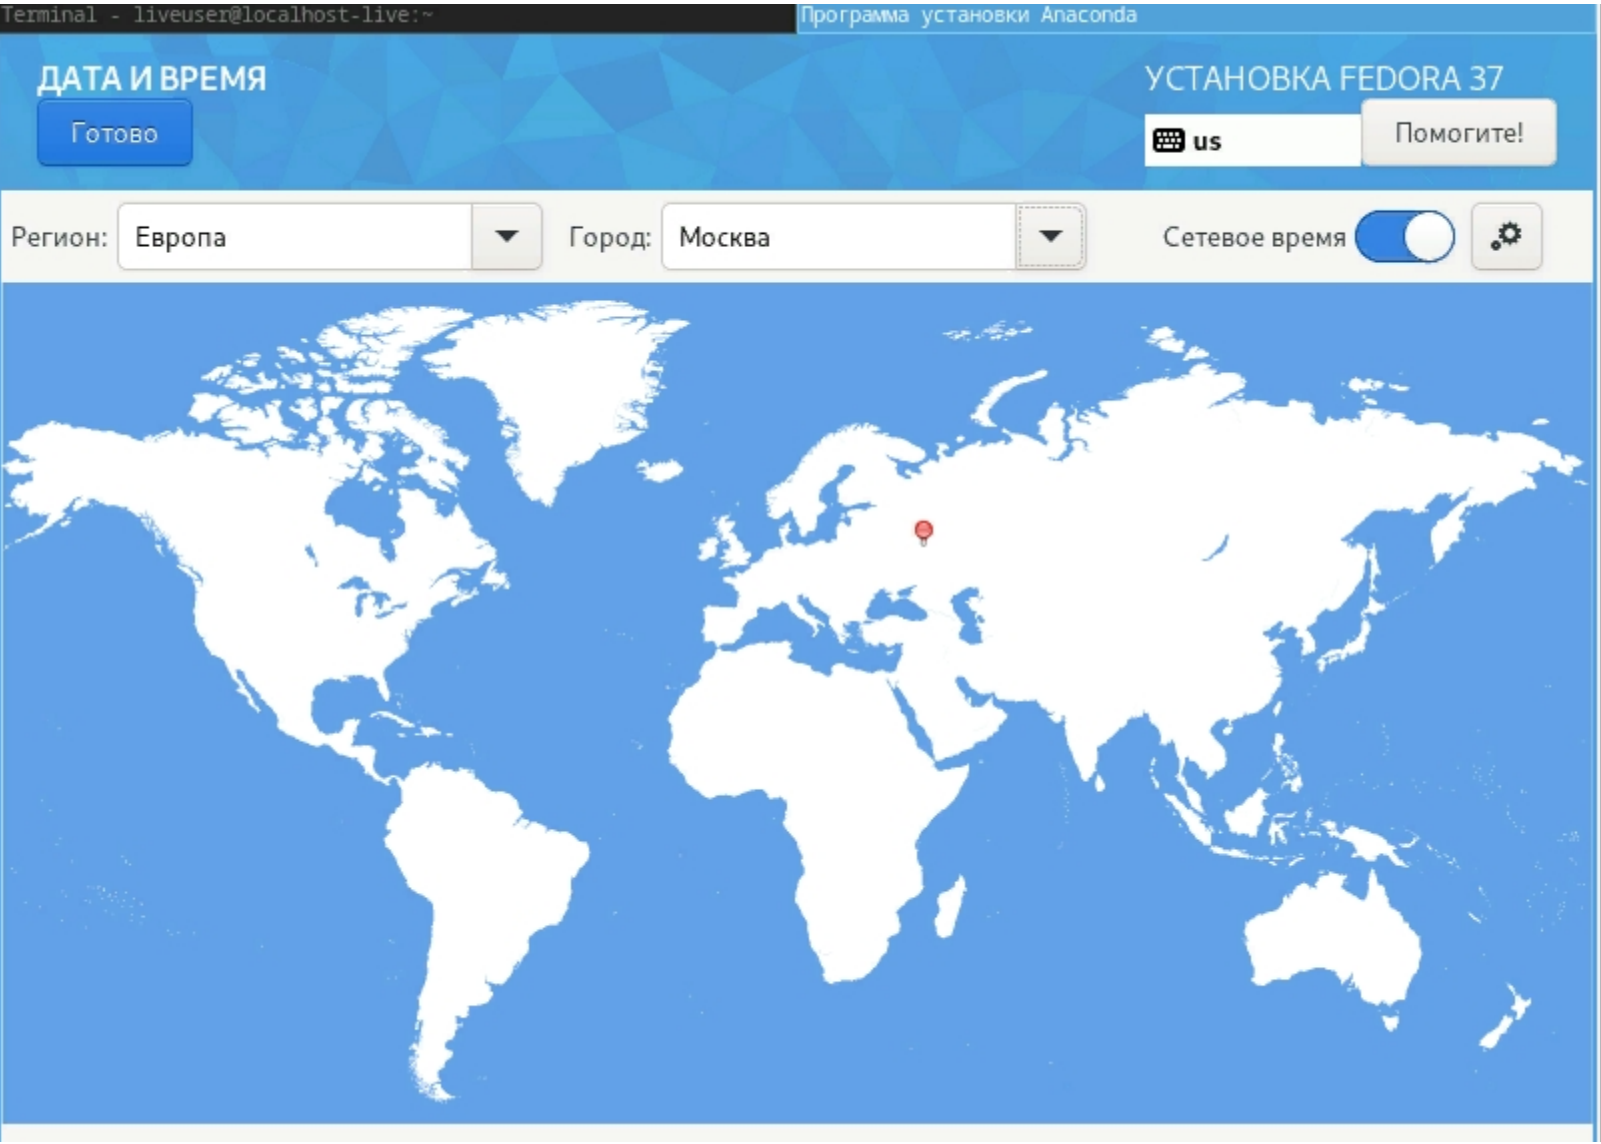 Terminal - liveuser@localhost-live:~
Программа установки Anaconda
ДАТА И ВРЕМЯ
УСТАНОВКА FEDORA 37
Готово
us
Помогите!
Регион: Европа
Город: Москва
Сетевое время